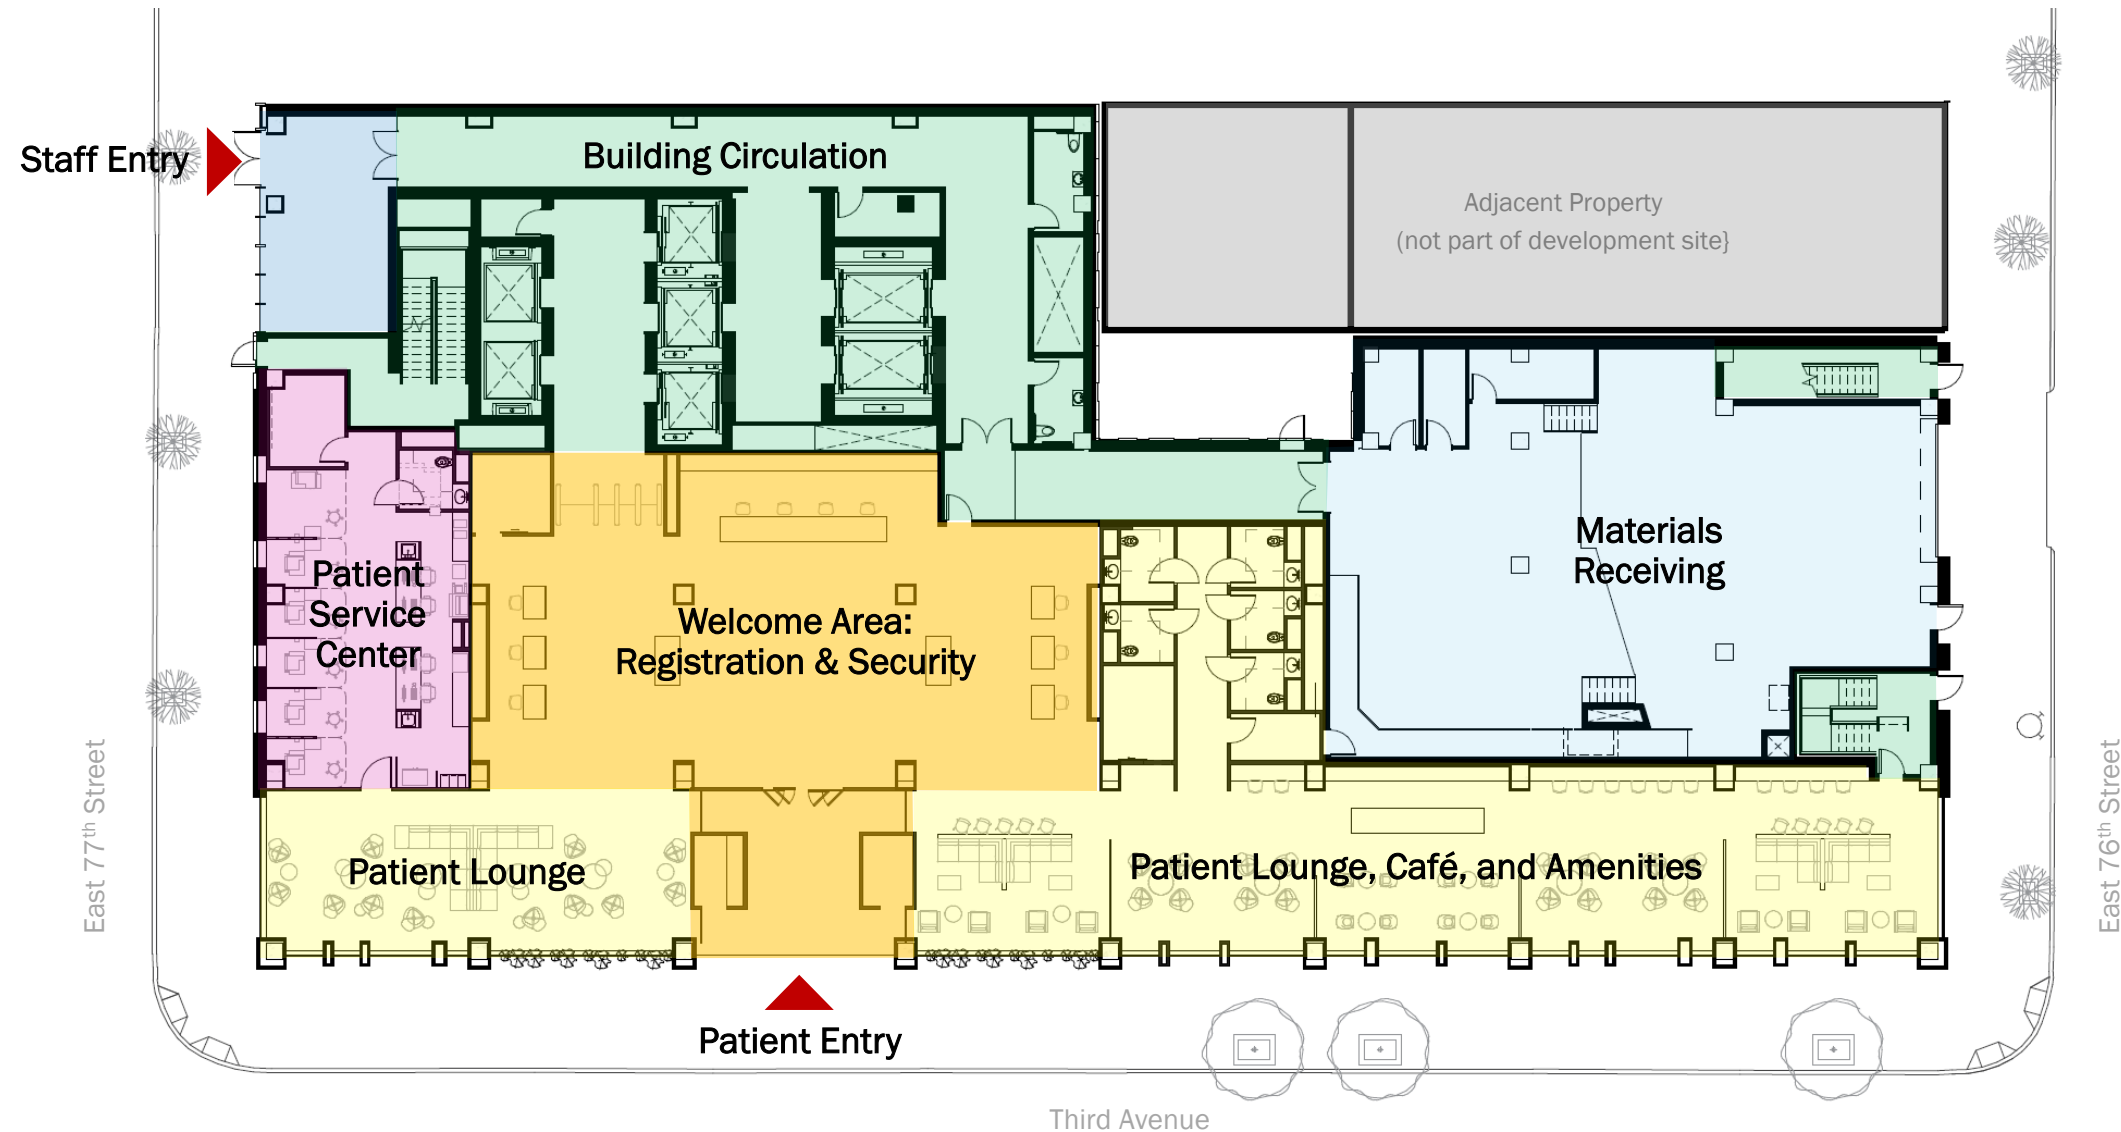 Staff Entry
Building Circulation
Adjacent Property
(not part of development site}
Materials
Receiving
Patient
Service
Center
Welcome Area:
Registration & Security
Patient Lounge
Patient Lounge, Café, and Amenities
East 77th Street
East 76th Street
Patient Entry
Third Avenue